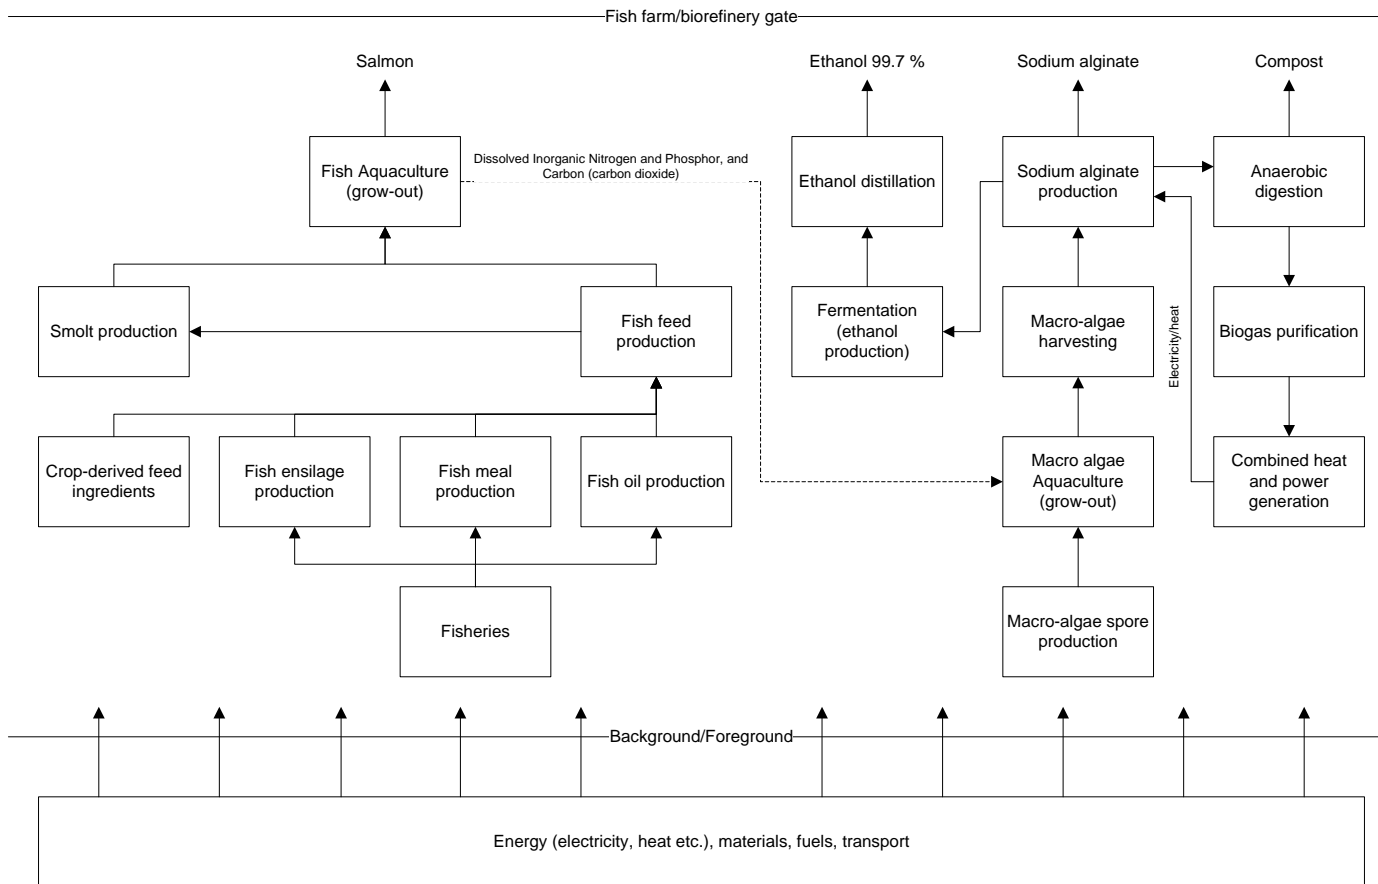 Fish farm/biorefinery gate
Salmon
Ethanol 99.7 %
Sodium alginate
Compost
Fish Aquaculture
(grow-out)
Dissolved Inorganic Nitrogen and Phosphor, and
Carbon (carbon dioxide)
Ethanol distillation
Sodium alginate
production
Anaerobic
digestion
Smolt production
Fish feed
production
Fermentation
(ethanol
production)
Macro-algae
harvesting
Electricity/heat
Biogas purification
Crop-derived feed
ingredients
Fish ensilage
production
Fish meal
production
Fish oil production
Macro algae
Aquaculture
(grow-out)
Combined heat
and power
generation
Fisheries
Macro-algae spore
production
Background/Foreground
Energy (electricity, heat etc.), materials, fuels, transport